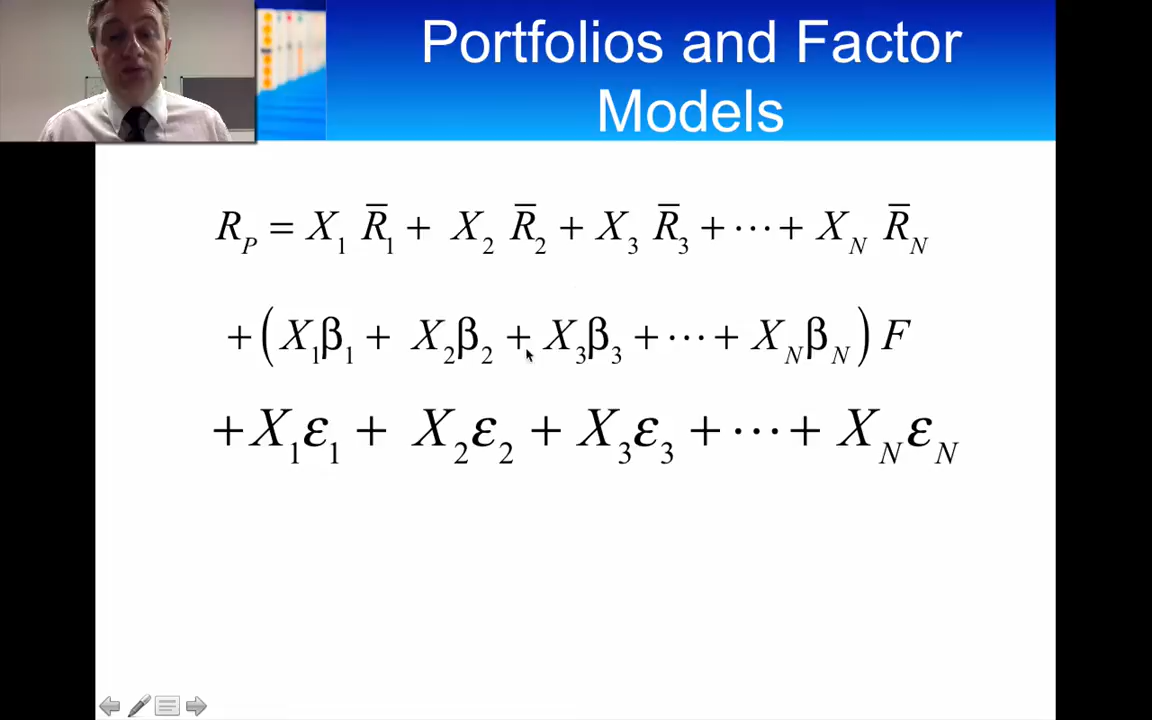 Portfolios and Factor
Models
R_P = X_1 R̄_1 + X_2 R̄_2 + X_3 R̄_3 + ⋯ + X_N R̄_N
+ (X_1β_1 + X_2β_2 + X_3β_3 + ⋯ + X_Nβ_N) F
+ X_1ε_1 + X_2ε_2 + X_3ε_3 + ⋯ + X_Nε_N